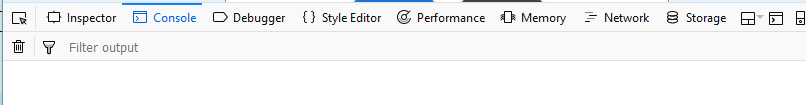 Inspector Console Debugger Style Editor Performance Memory Network Storage
Filter output